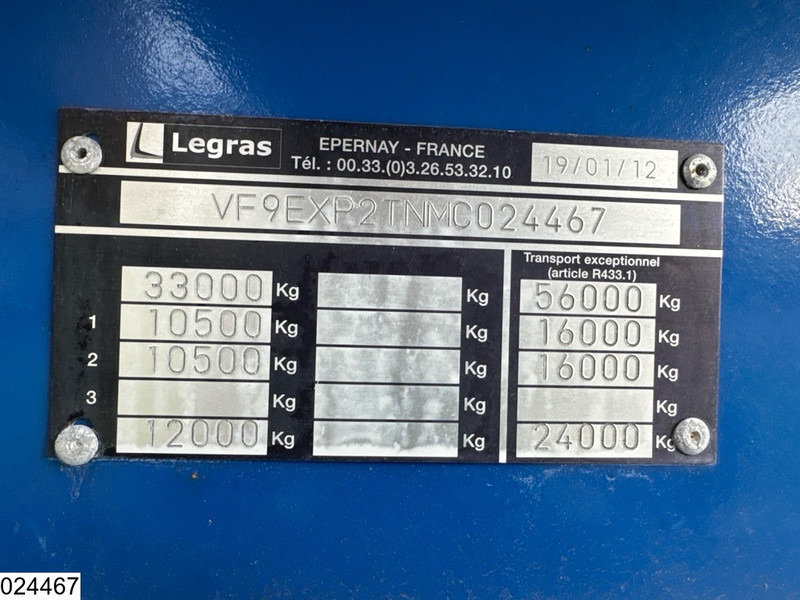 Legras
EPERNAY - FRANCE
Tél. : 00.33.(0)3.26.53.32.10
19/01/12
VF9EXP2TNMC024467
Transport exceptionnel
(article R433.1)
33000 Kg Kg 56000 Kg
1 10500 Kg Kg 16000 Kg
2 10500 Kg Kg 16000 Kg
3 Kg Kg Kg
12000 Kg Kg 24000 Kg
024467